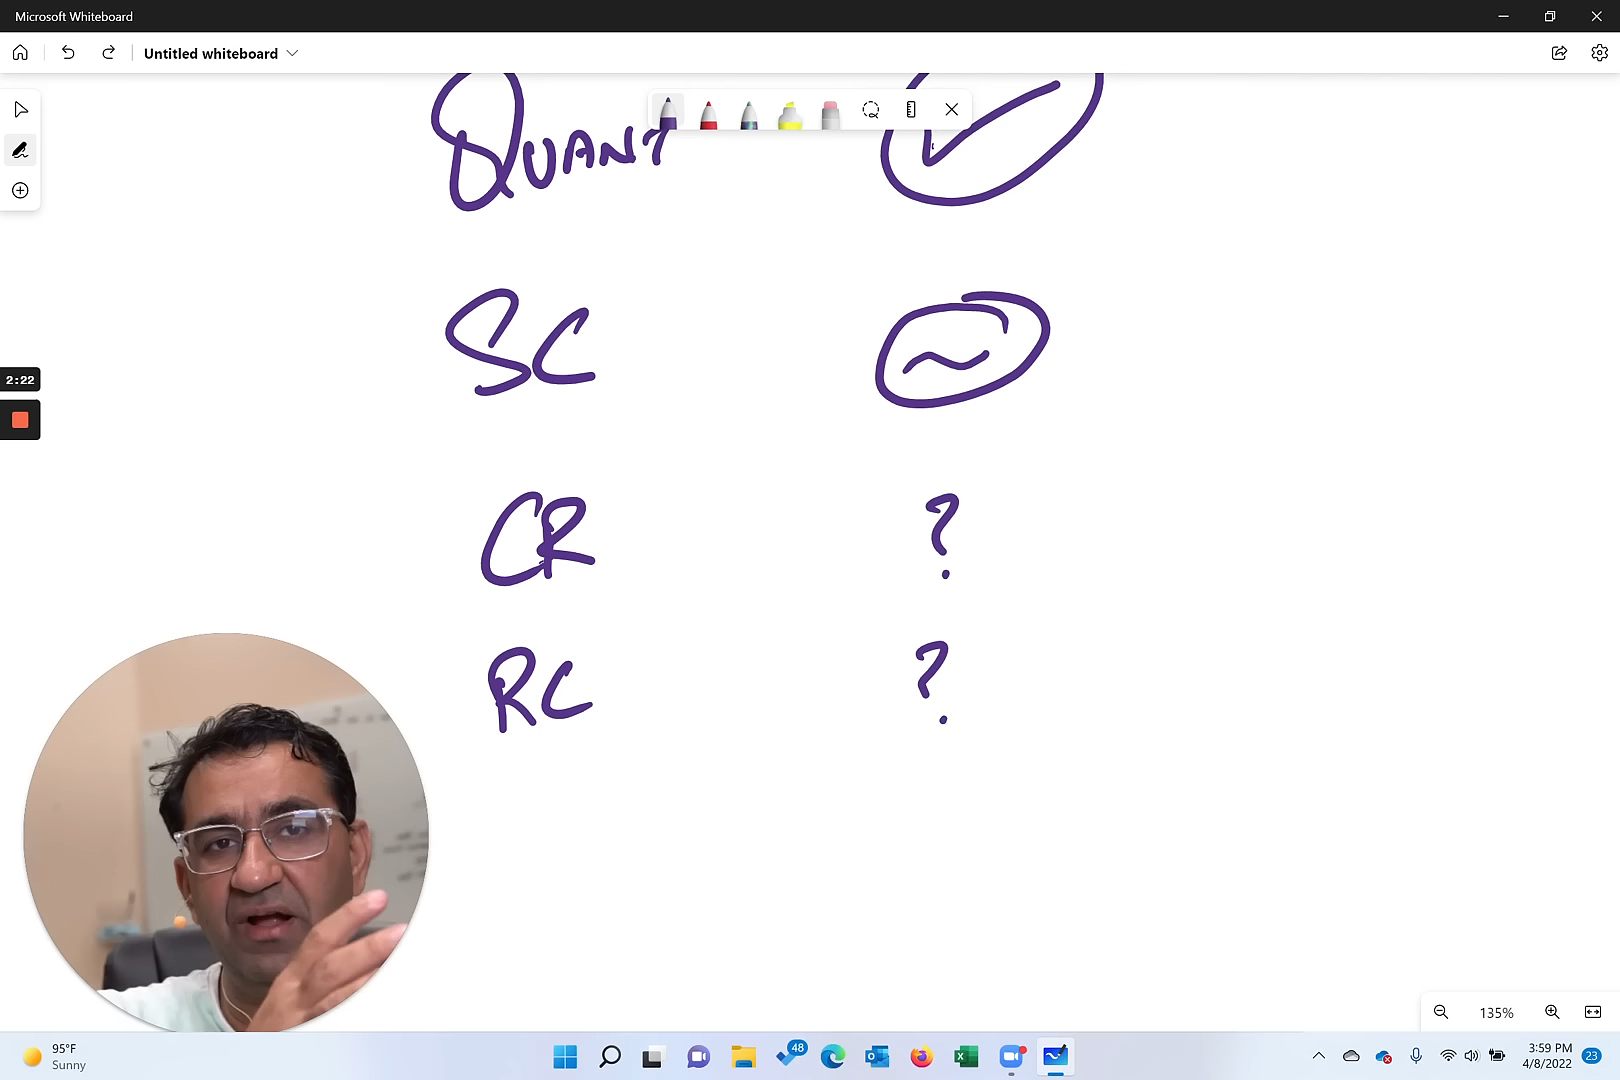 Microsoft Whiteboard
Untitled whiteboard
QUANT
SC ~
2:22
CR ?
RC ?
135%
95°F
Sunny
48
3:59 PM
4/8/2022
23